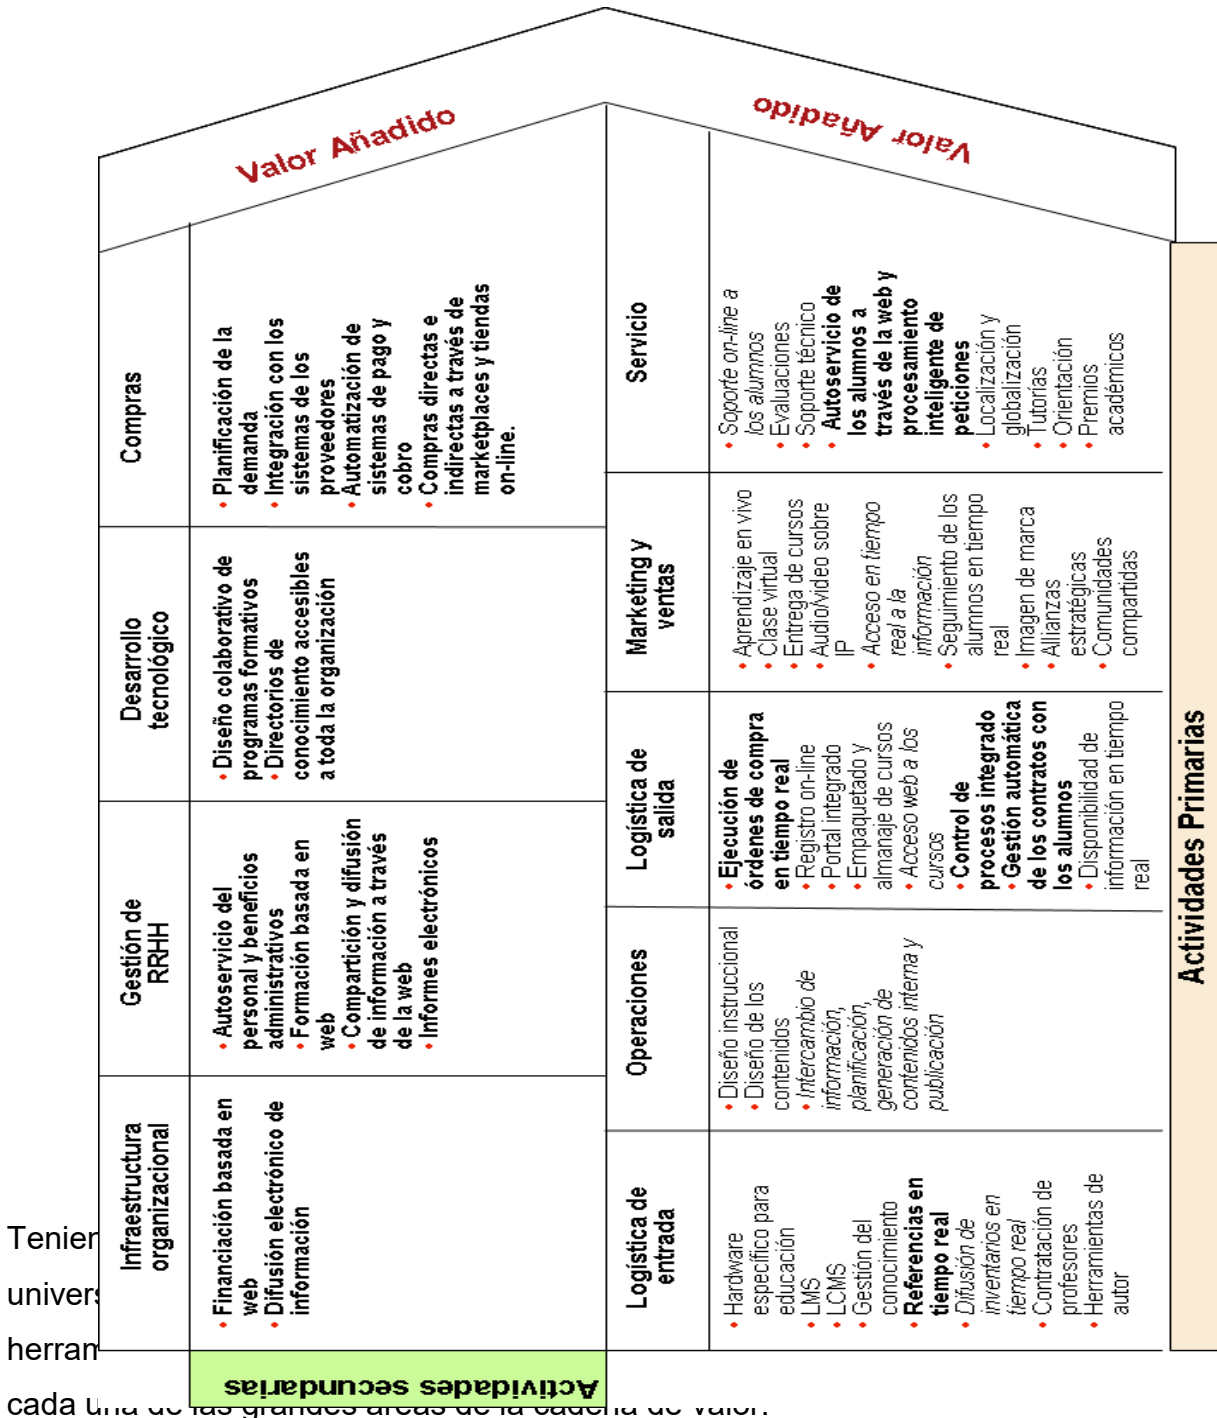 Valor Añadido
Valor Añadido
Infraestructura
organizacional
• Financiación basada en
web
• Difusión electrónico de
información
Gestión de
RRHH
• Autoservicio del
personal y beneficios
administrativos
• Formación basada en
web
• Compartición y difusión
de información a través
de la web
• Informes electrónicos
Desarrollo
tecnológico
• Diseño colaborativo de
programas formativos
• Directorios de
conocimiento accesibles
a toda la organización
Compras
• Planificación de la
demanda
• Integración con los
sistemas de los
proveedores
• Automatización de
sistemas de pago y
cobro
• Compras directas e
indirectas a través de
marketplaces y tiendas
on-line.
Actividades secundarias
Logística de
entrada
• Hardware
específico para
educación
• LMS
• LCMS
• Gestión del
conocimiento
• Referencias en
tiempo real
• Difusión de
inventarios en
tiempo real
• Contratación de
profesores
• Herramientas de
autor
Operaciones
• Diseño instruccional
• Diseño de los
contenidos
• Intercambio de
información,
planificación,
generación de
contenidos interna y
publicación
Logística de
salida
• Ejecución de
órdenes de compra
en tiempo real
• Registro on-line
• Portal integrado
• Empaquetado y
almanaje de cursos
• Acceso web a los
cursos
• Control de
procesos integrado
• Gestión automática
de los contratos con
los alumnos
• Disponibilidad de
información en tiempo
real
Marketing y
ventas
• Aprendizaje en vivo
• Clase virtual
• Entrega de cursos
• Audio/video sobre
IP
• Acceso en tiempo
real a la
información
• Seguimiento de los
alumnos en tiempo
real
• Imagen de marca
• Allianzas
estratégicas
• Comunidades
compartidas
Servicio
• Soporte on-line a
los alumnos
• Evaluaciones
• Soporte técnico
• Autoservicio de
los alumnos a
través de la web y
procesamiento
inteligente de
peticiones
• Localización y
globalización
• Tutorías
• Orientación
• Premios
académicos
Actividades Primarias
Tenien
univers
herram
cada una de las grandes áreas de la cadena de valor.